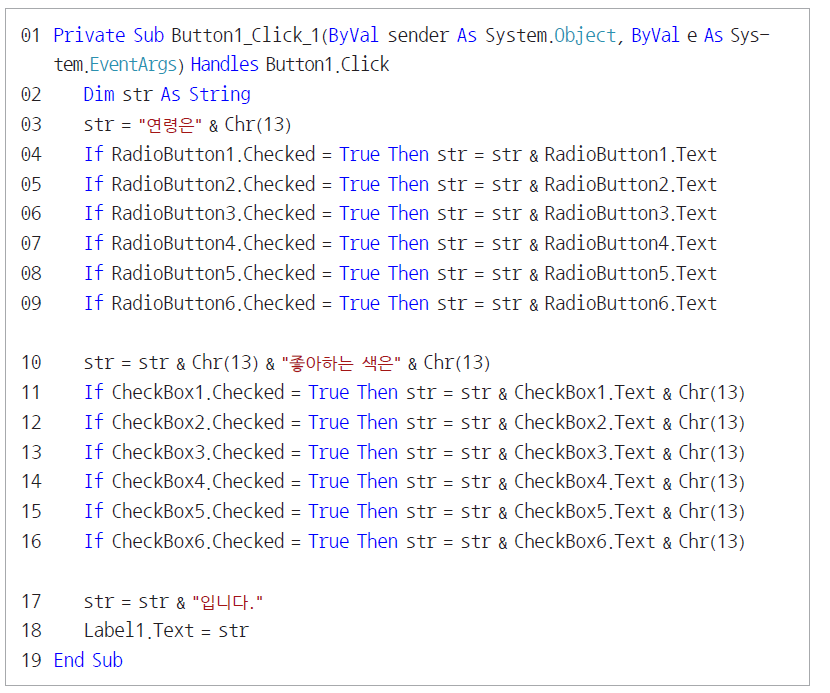 01 Private Sub Button1_Click_1(ByVal sender As System.Object, ByVal e As Sys-
tem.EventArgs) Handles Button1.Click
02 Dim str As String
03 str = "연령은" & Chr(13)
04 If RadioButton1.Checked = True Then str = str & RadioButton1.Text
05 If RadioButton2.Checked = True Then str = str & RadioButton2.Text
06 If RadioButton3.Checked = True Then str = str & RadioButton3.Text
07 If RadioButton4.Checked = True Then str = str & RadioButton4.Text
08 If RadioButton5.Checked = True Then str = str & RadioButton5.Text
09 If RadioButton6.Checked = True Then str = str & RadioButton6.Text
10 str = str & Chr(13) & "좋아하는 색은" & Chr(13)
11 If CheckBox1.Checked = True Then str = str & CheckBox1.Text & Chr(13)
12 If CheckBox2.Checked = True Then str = str & CheckBox2.Text & Chr(13)
13 If CheckBox3.Checked = True Then str = str & CheckBox3.Text & Chr(13)
14 If CheckBox4.Checked = True Then str = str & CheckBox4.Text & Chr(13)
15 If CheckBox5.Checked = True Then str = str & CheckBox5.Text & Chr(13)
16 If CheckBox6.Checked = True Then str = str & CheckBox6.Text & Chr(13)
17 str = str & "입니다."
18 Label1.Text = str
19 End Sub